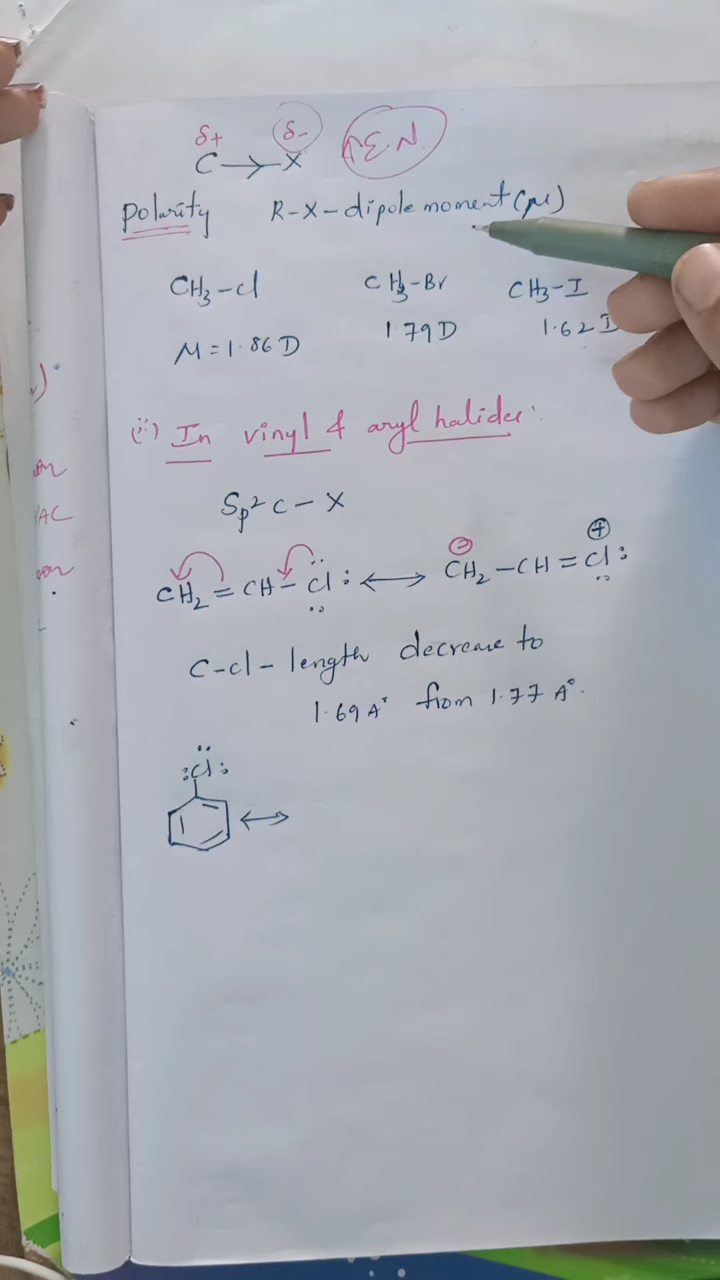 δ+ δ- ↑E.N.
C → X
Polarity R-X-dipole moment (μ)
CH3-Cl CH3-Br CH3-I
M = 1.86 D 1.79 D 1.62
(ii) In vinyl & aryl halides:
Sp² C - X
CH2 = CH - Cl: ↔ CH2 - CH = Cl:
C-Cl- length decrease to
1.69 A° from 1.77 A°.
:Cl:
↔